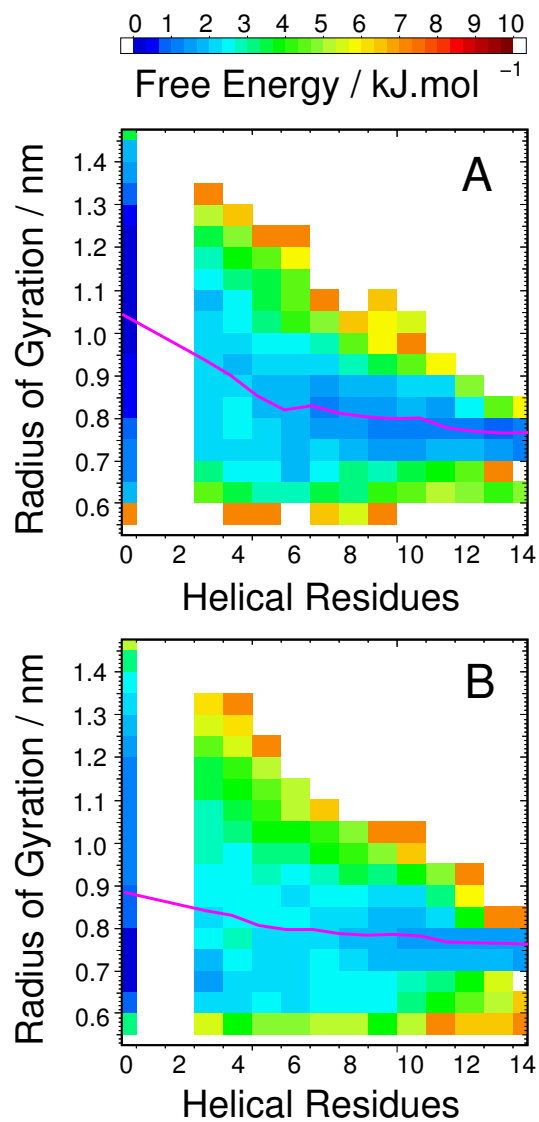 0 1 2 3 4 5 6 7 8 9 10
Free Energy / kJ.mol⁻¹
A
1.4
1.3
1.2
1.1
1.0
0.9
0.8
0.7
0.6
Radius of Gyration / nm
0 2 4 6 8 10 12 14
Helical Residues
B
1.4
1.3
1.2
1.1
1.0
0.9
0.8
0.7
0.6
Radius of Gyration / nm
0 2 4 6 8 10 12 14
Helical Residues